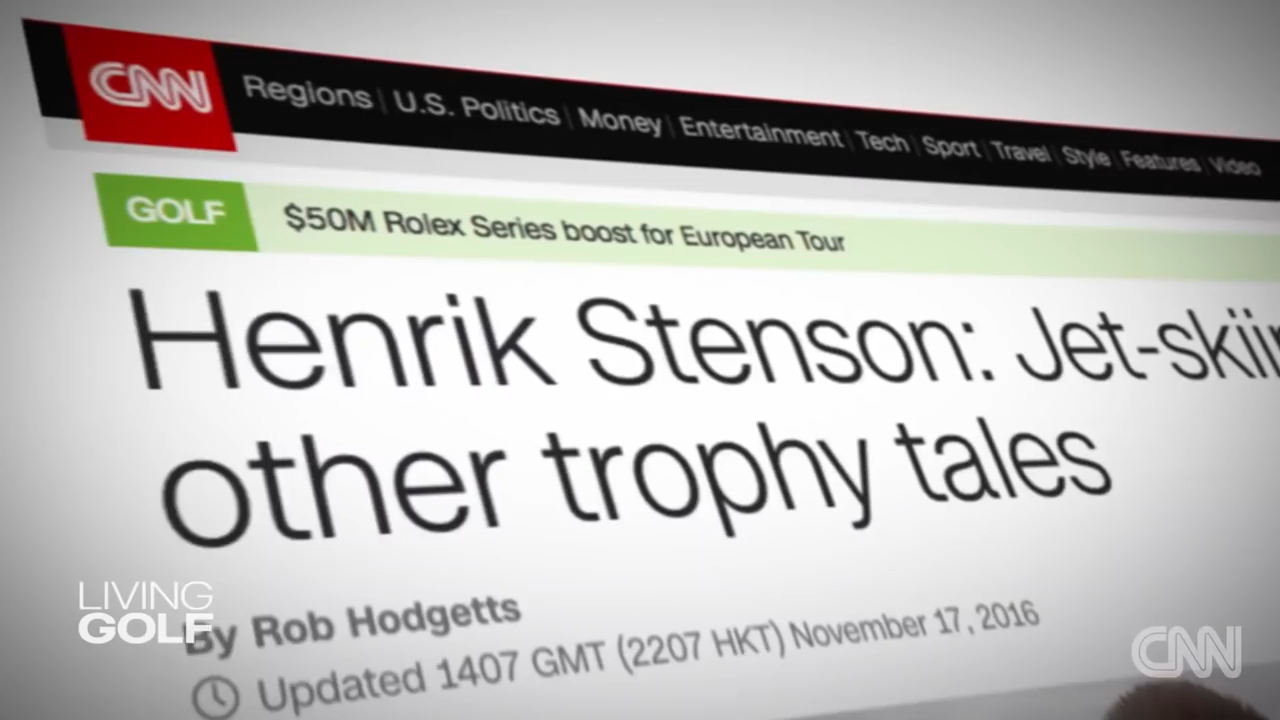 CNN Regions U.S. Politics Money Entertainment Tech Sport Travel Style Features Video
GOLF $50M Rolex Series boost for European Tour
Henrik Stenson: Jet-skii
other trophy tales
By Rob Hodgetts
Updated 1407 GMT (2207 HKT) November 17, 2016
LIVING
GOLF
CNN